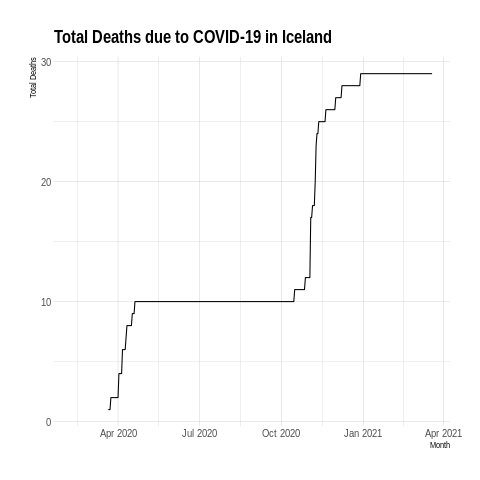 Total Deaths due to COVID-19 in Iceland
Total Deaths
30
20
10
0
Apr 2020 Jul 2020 Oct 2020 Jan 2021 Apr 2021
Month